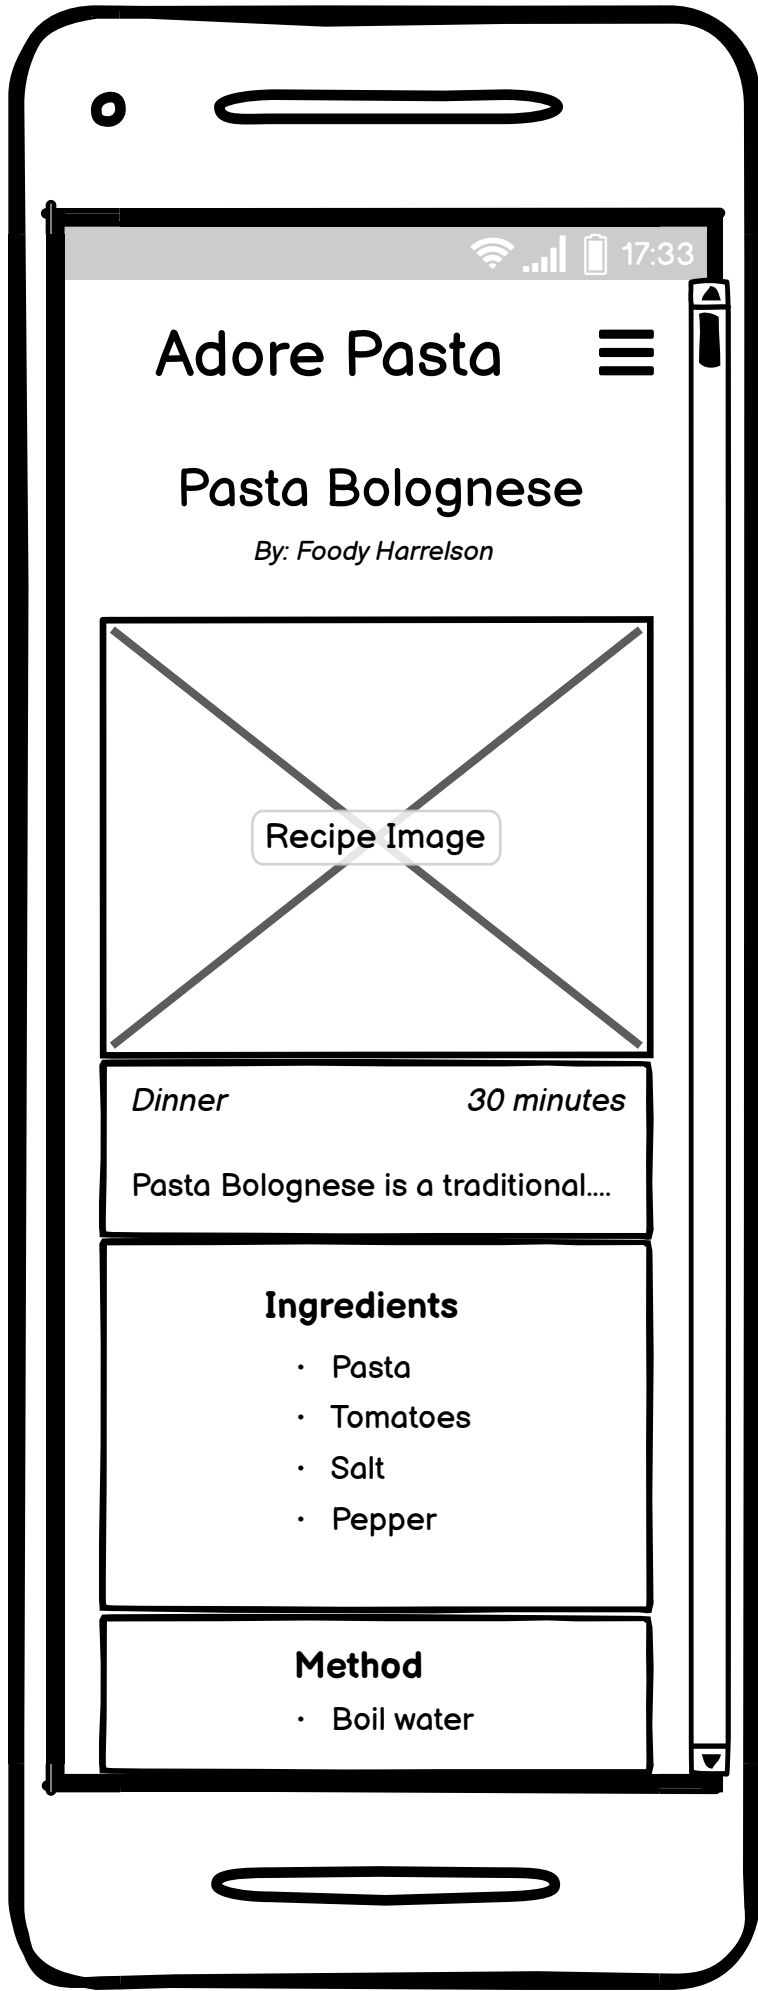 17:33
Adore Pasta
Pasta Bolognese
By: Foody Harrelson
Recipe Image
Dinner 30 minutes
Pasta Bolognese is a traditional....
Ingredients
· Pasta
· Tomatoes
· Salt
· Pepper
Method
· Boil water